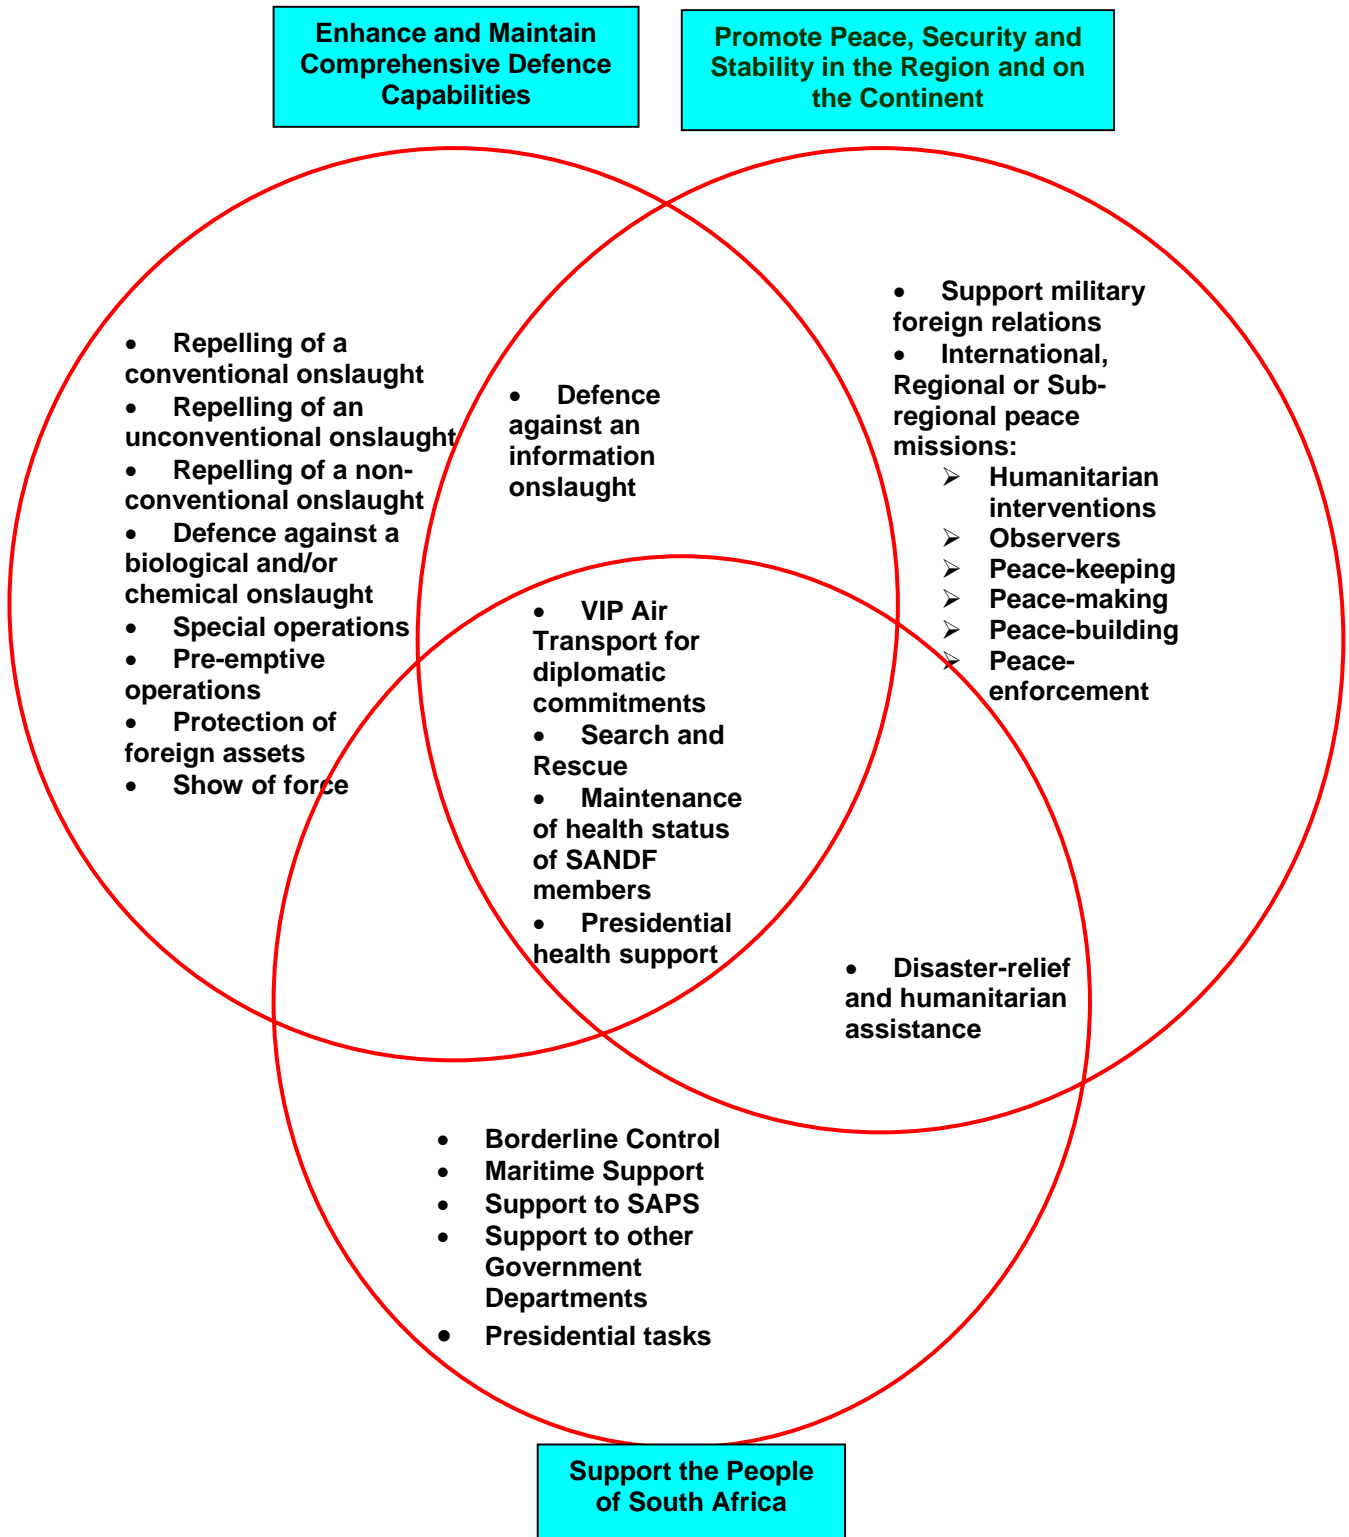 Enhance and Maintain
Comprehensive Defence
Capabilities
Promote Peace, Security and
Stability in the Region and on
the Continent
• Repelling of a
conventional onslaught
• Repelling of an
unconventional onslaught
• Repelling of a non-
conventional onslaught
• Defence against a
biological and/or
chemical onslaught
• Special operations
• Pre-emptive
operations
• Protection of
foreign assets
• Show of force
• Defence
against an
information
onslaught
• Support military
foreign relations
• International,
Regional or Sub-
regional peace
missions:
➢ Humanitarian
interventions
➢ Observers
➢ Peace-keeping
➢ Peace-making
➢ Peace-building
➢ Peace-
enforcement
• VIP Air
Transport for
diplomatic
commitments
• Search and
Rescue
• Maintenance
of health status
of SANDF
members
• Presidential
health support
• Disaster-relief
and humanitarian
assistance
• Borderline Control
• Maritime Support
• Support to SAPS
• Support to other
Government
Departments
• Presidential tasks
Support the People
of South Africa